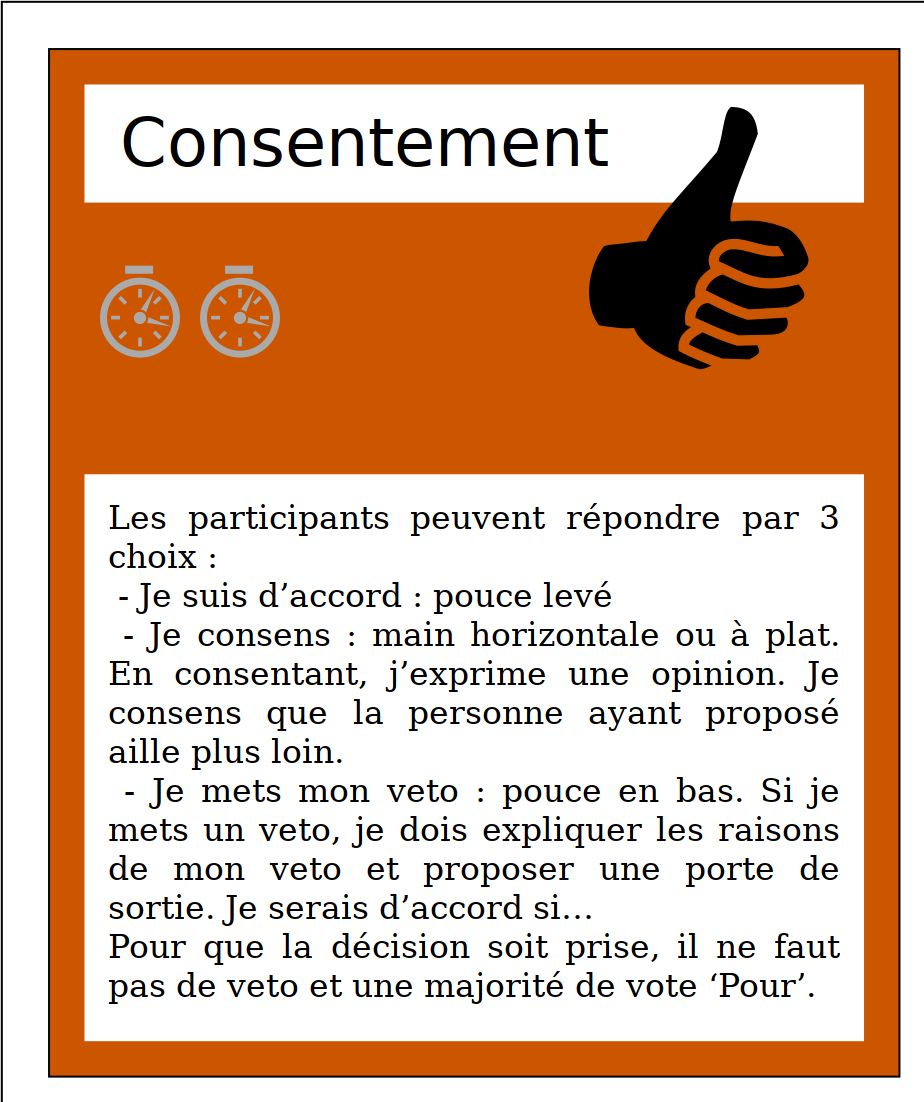 Consentement
Les participants peuvent répondre par 3
choix :
- Je suis d’accord : pouce levé
- Je consens : main horizontale ou à plat.
En consentant, j’exprime une opinion. Je
consens que la personne ayant proposé
aille plus loin.
- Je mets mon veto : pouce en bas. Si je
mets un veto, je dois expliquer les raisons
de mon veto et proposer une porte de
sortie. Je serais d’accord si…
Pour que la décision soit prise, il ne faut
pas de veto et une majorité de vote ‘Pour’.